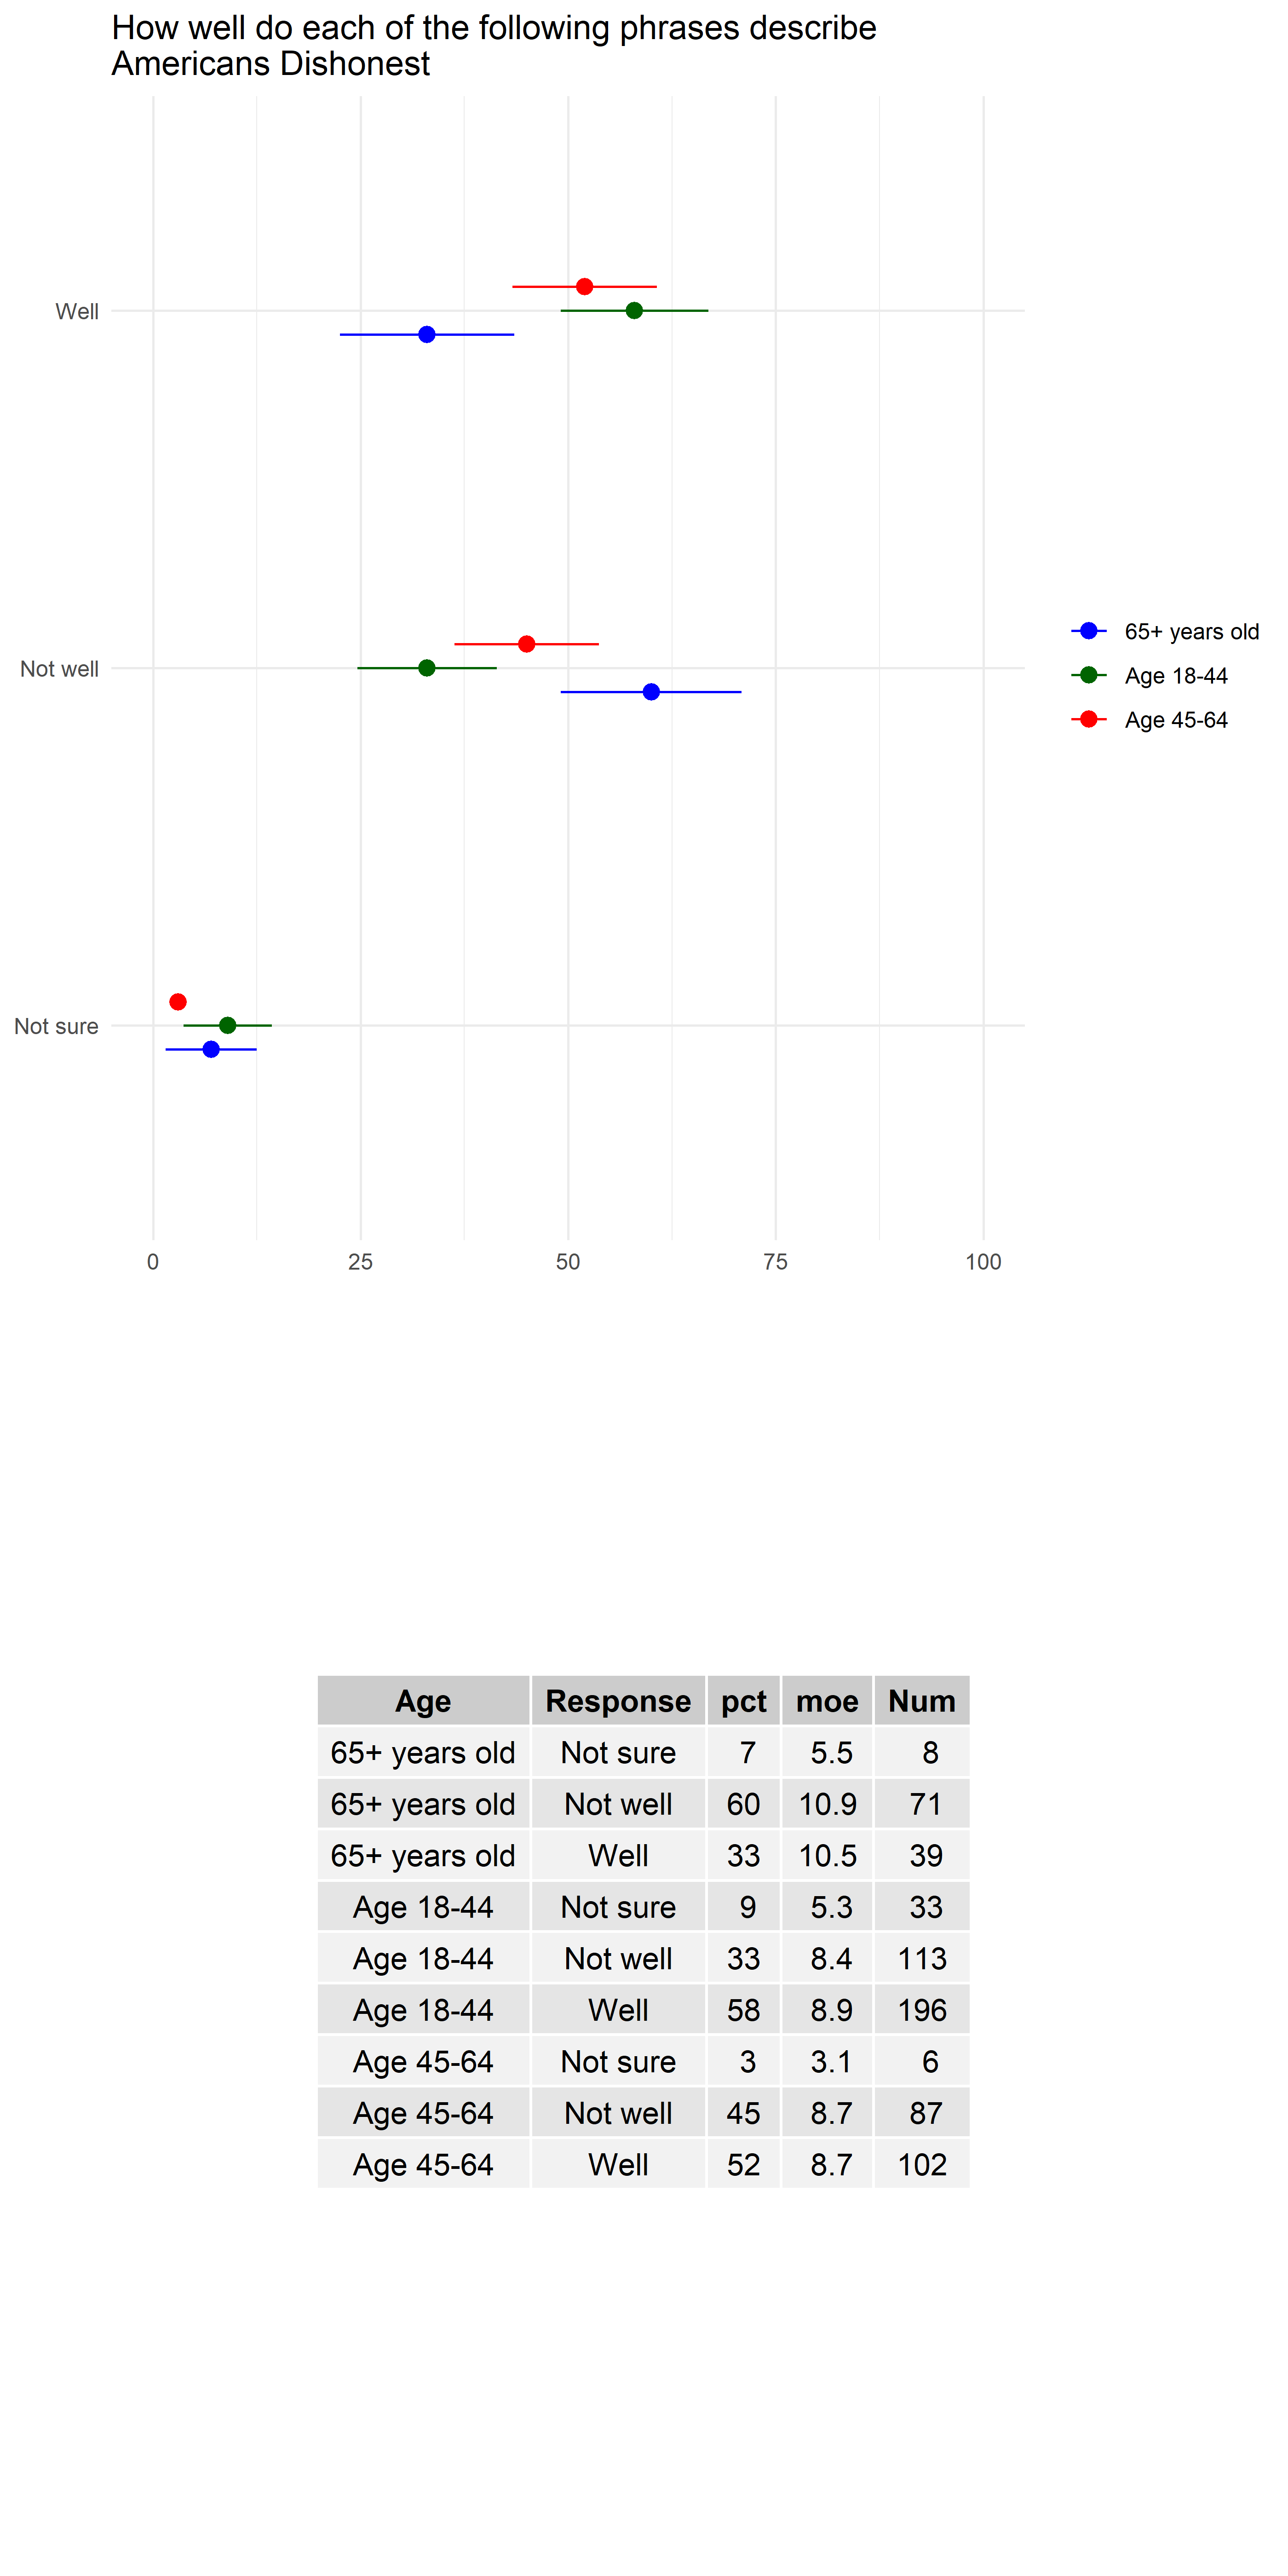 How well do each of the following phrases describe
Americans Dishonest
Well
Not well
Not sure
0 25 50 75 100
65+ years old
Age 18-44
Age 45-64
Age Response pct moe Num
65+ years old Not sure 7 5.5 8
65+ years old Not well 60 10.9 71
65+ years old Well 33 10.5 39
Age 18-44 Not sure 9 5.3 33
Age 18-44 Not well 33 8.4 113
Age 18-44 Well 58 8.9 196
Age 45-64 Not sure 3 3.1 6
Age 45-64 Not well 45 8.7 87
Age 45-64 Well 52 8.7 102